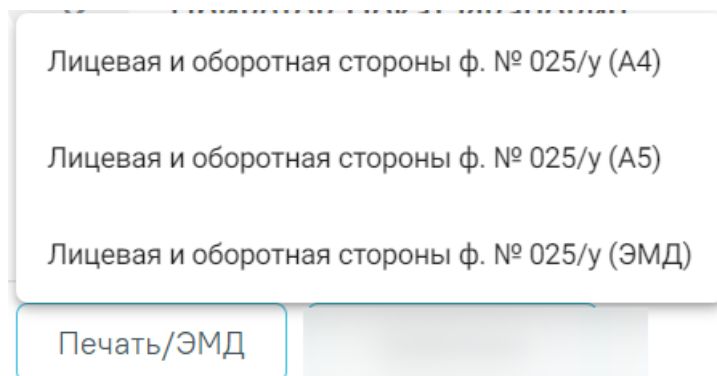 Лицевая и оборотная стороны ф. № 025/у (А4)
Лицевая и оборотная стороны ф. № 025/у (А5)
Лицевая и оборотная стороны ф. № 025/у (ЭМД)
Печать/ЭМД